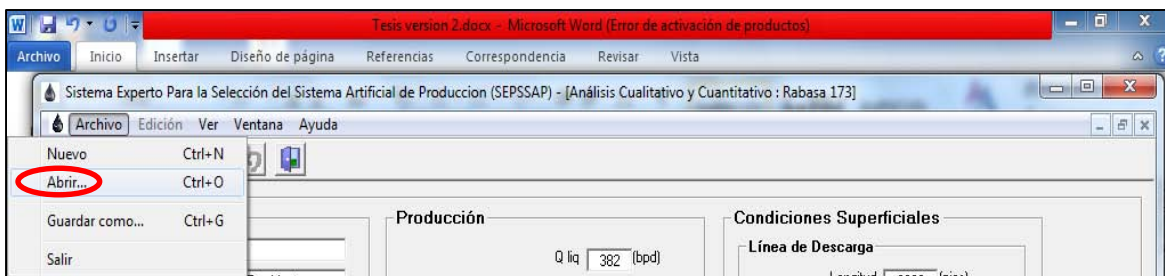 Tesis version 2.docx - Microsoft Word (Error de activación de productos)
Archivo Inicio Insertar Diseño de página Referencias Correspondencia Revisar Vista
Sistema Experto Para la Selección del Sistema Artificial de Produccion (SEPSSAP) - [Análisis Cualitativo y Cuantitativo : Rabasa 173]
Archivo Edición Ver Ventana Ayuda
Nuevo Ctrl+N
Abrir... Ctrl+O
Guardar como... Ctrl+G
Salir
Producción
Q liq 382 (bpd)
Condiciones Superficiales
Línea de Descarga